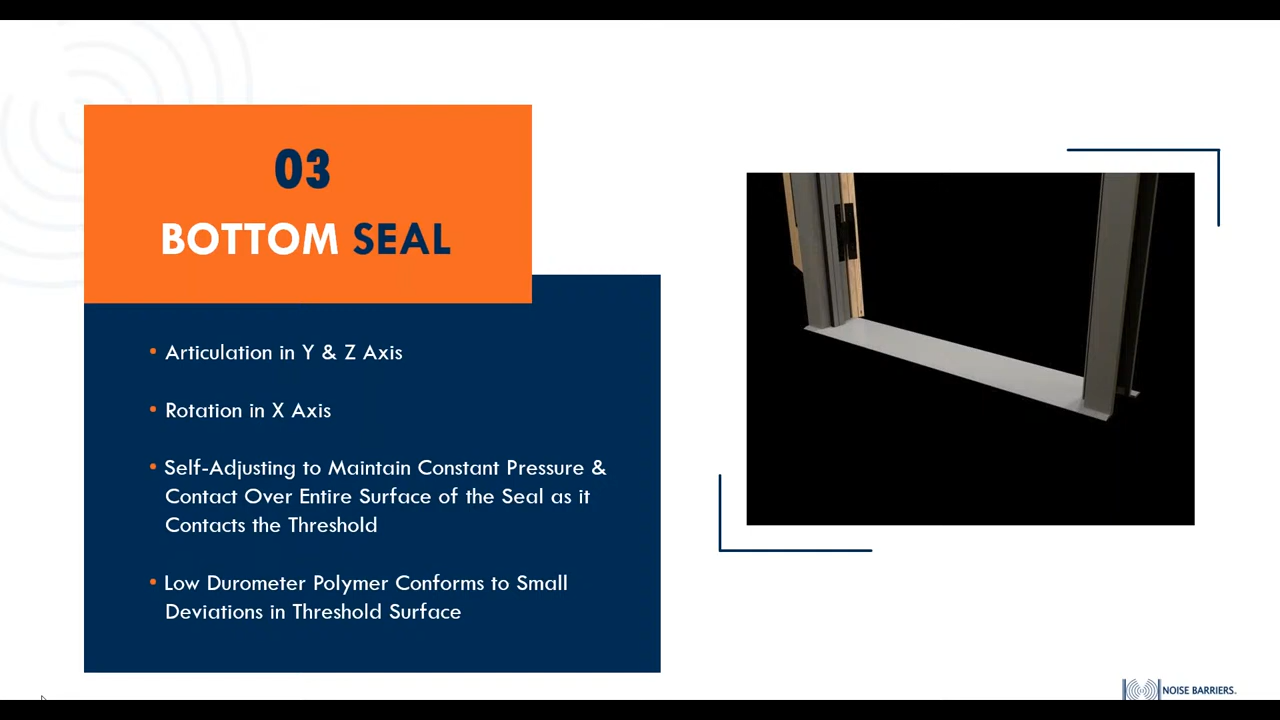 03
BOTTOM SEAL
• Articulation in Y & Z Axis
• Rotation in X Axis
• Self-Adjusting to Maintain Constant Pressure &
Contact Over Entire Surface of the Seal as it
Contacts the Threshold
• Low Durometer Polymer Conforms to Small
Deviations in Threshold Surface
NOISE BARRIERS.